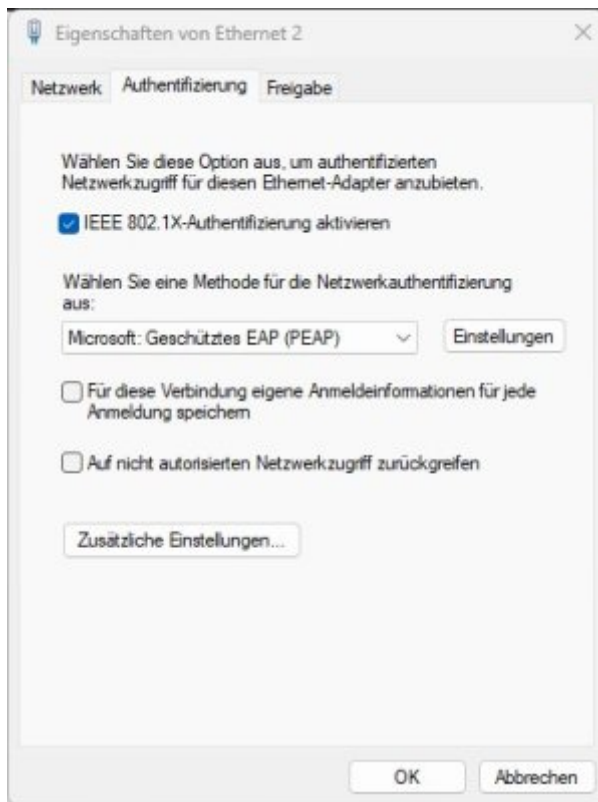 Eigenschaften von Ethernet 2
Netzwerk Authentifizierung Freigabe
Wählen Sie diese Option aus, um authentifizierten
Netzwerkzugriff für diesen Ethernet-Adapter anzubieten.
IEEE 802.1X-Authentifizierung aktivieren
Wählen Sie eine Methode für die Netzwerkauthentifizierung
aus:
Microsoft: Geschütztes EAP (PEAP) Einstellungen
Für diese Verbindung eigene Anmeldeinformationen für jede
Anmeldung speichern
Auf nicht autorisierten Netzwerkzugriff zurückgreifen
Zusätzliche Einstellungen...
OK Abbrechen